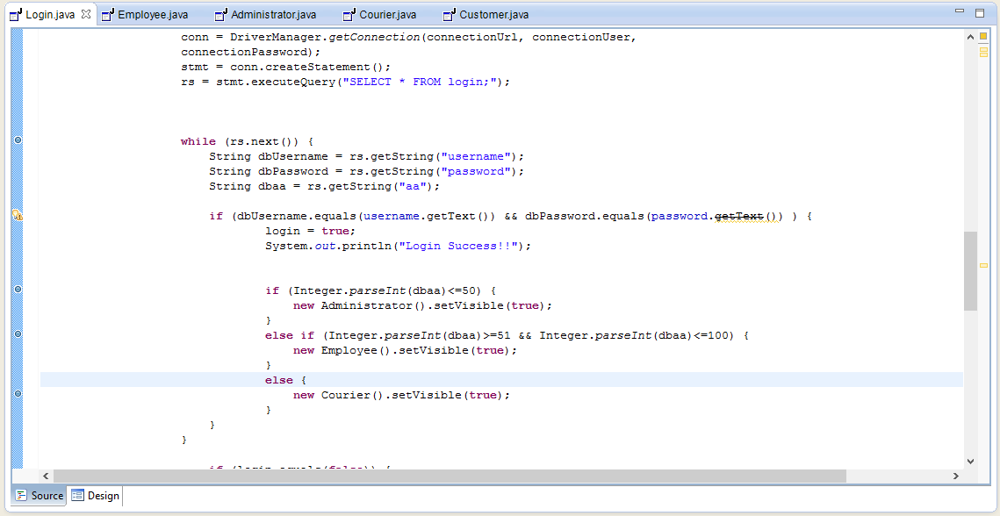 Login.java
Employee.java
Administrator.java
Courier.java
Customer.java
conn = DriverManager.getConnection(connectionUrl, connectionUser,
connectionPassword);
stmt = conn.createStatement();
rs = stmt.executeQuery("SELECT * FROM login;");
while (rs.next()) {
String dbUsername = rs.getString("username");
String dbPassword = rs.getString("password");
String dbaa = rs.getString("aa");
if (dbUsername.equals(username.getText()) && dbPassword.equals(password.getText()) ) {
login = true;
System.out.println("Login Success!!");
if (Integer.parseInt(dbaa)<=50) {
new Administrator().setVisible(true);
}
else if (Integer.parseInt(dbaa)>=51 && Integer.parseInt(dbaa)<=100) {
new Employee().setVisible(true);
}
else {
new Courier().setVisible(true);
}
}
}
if (login.equals(false)) {
Source
Design